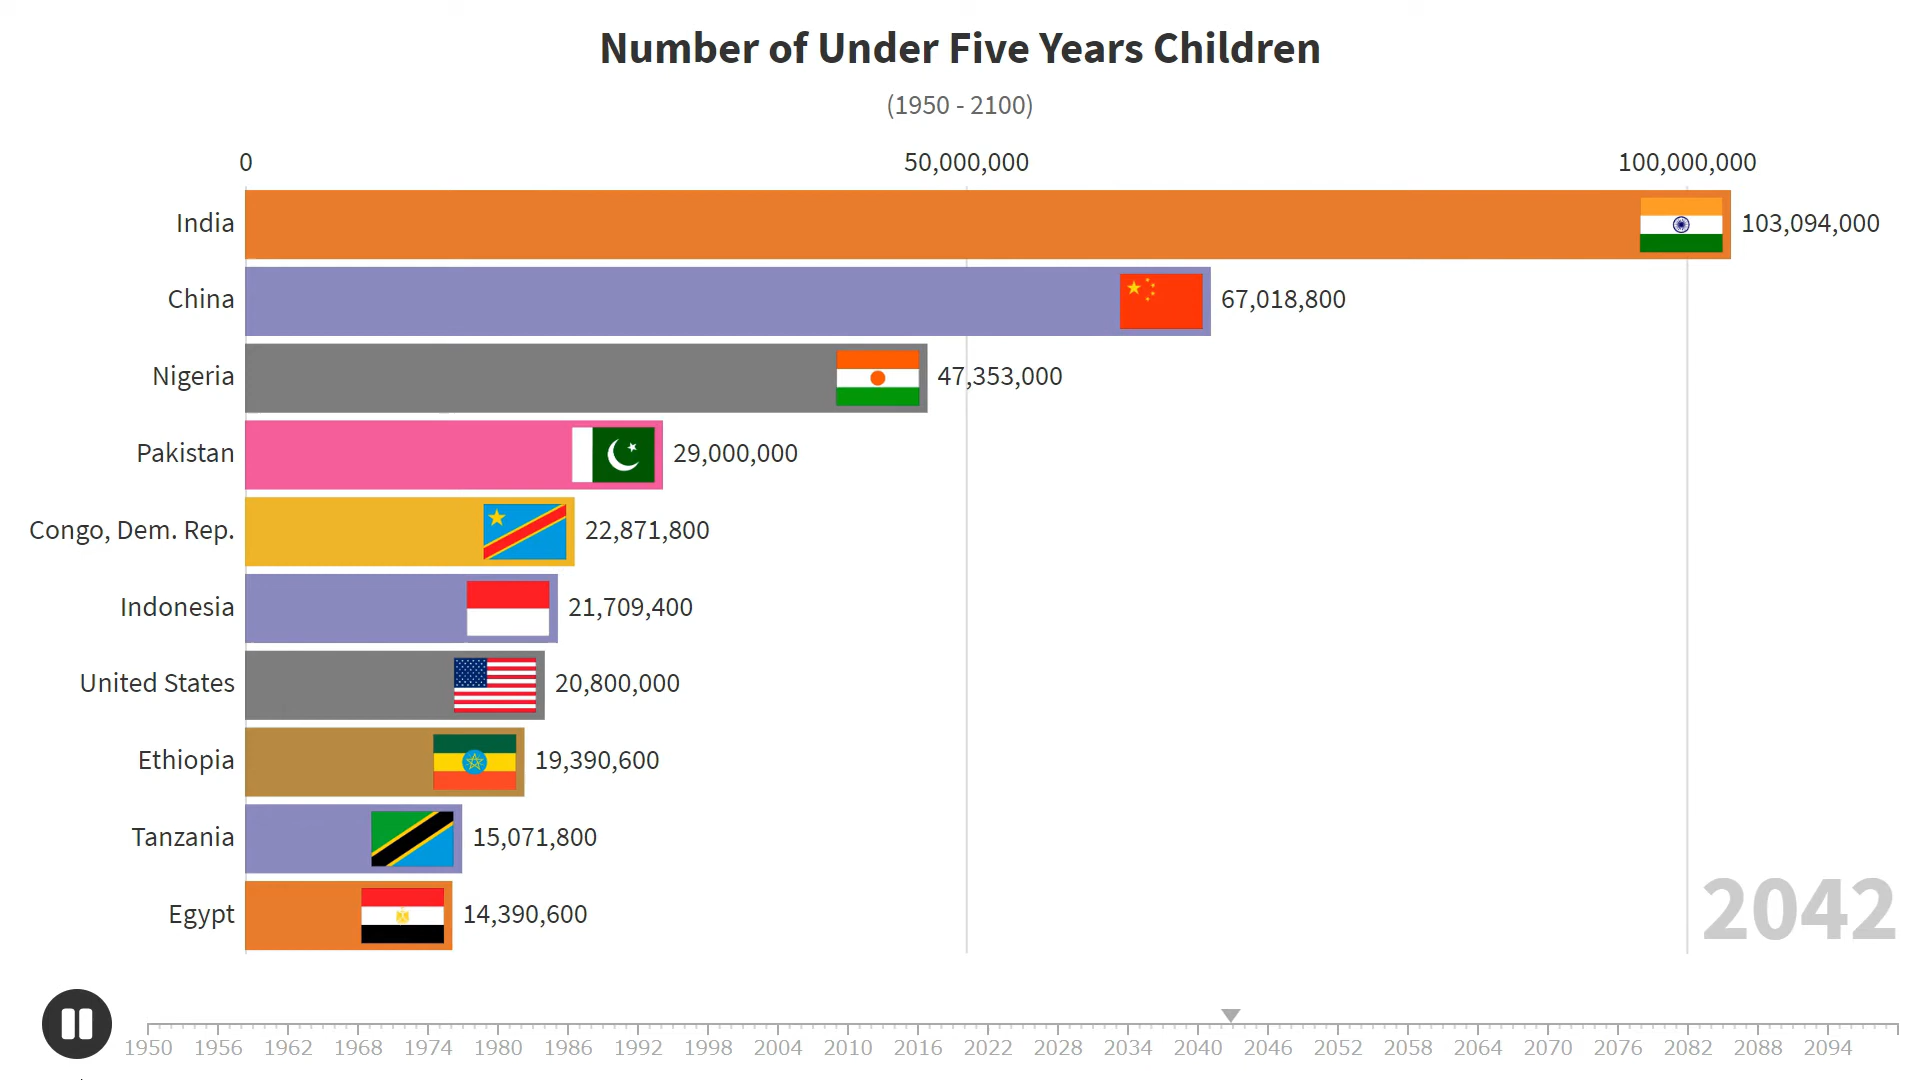 Number of Under Five Years Children
(1950 - 2100)
0 50,000,000 100,000,000
India 103,094,000
China 67,018,800
Nigeria 47,353,000
Pakistan 29,000,000
Congo, Dem. Rep. 22,871,800
Indonesia 21,709,400
United States 20,800,000
Ethiopia 19,390,600
Tanzania 15,071,800
Egypt 14,390,600
2042
1950 1956 1962 1968 1974 1980 1986 1992 1998 2004 2010 2016 2022 2028 2034 2040 2046 2052 2058 2064 2070 2076 2082 2088 2094